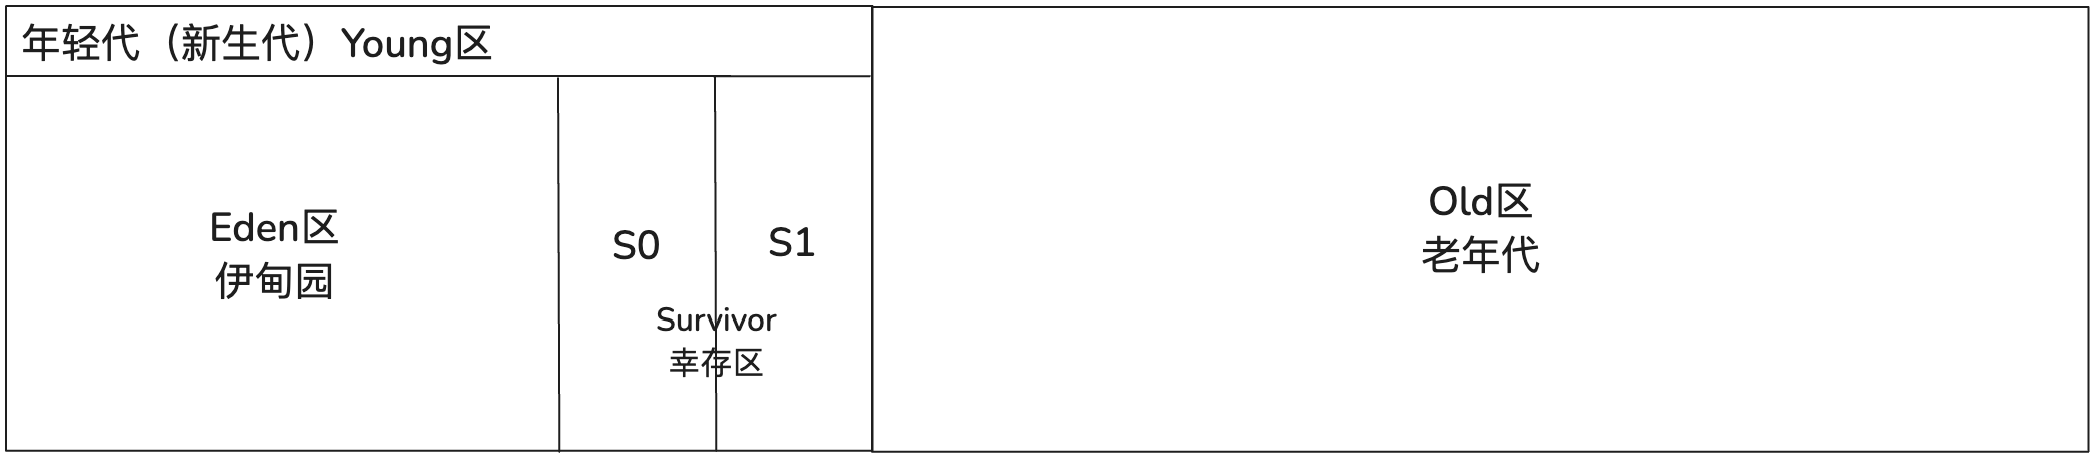 年轻代（新生代）Young区
Eden区
伊甸园
S0
S1
Survivor
幸存区
Old区
老年代